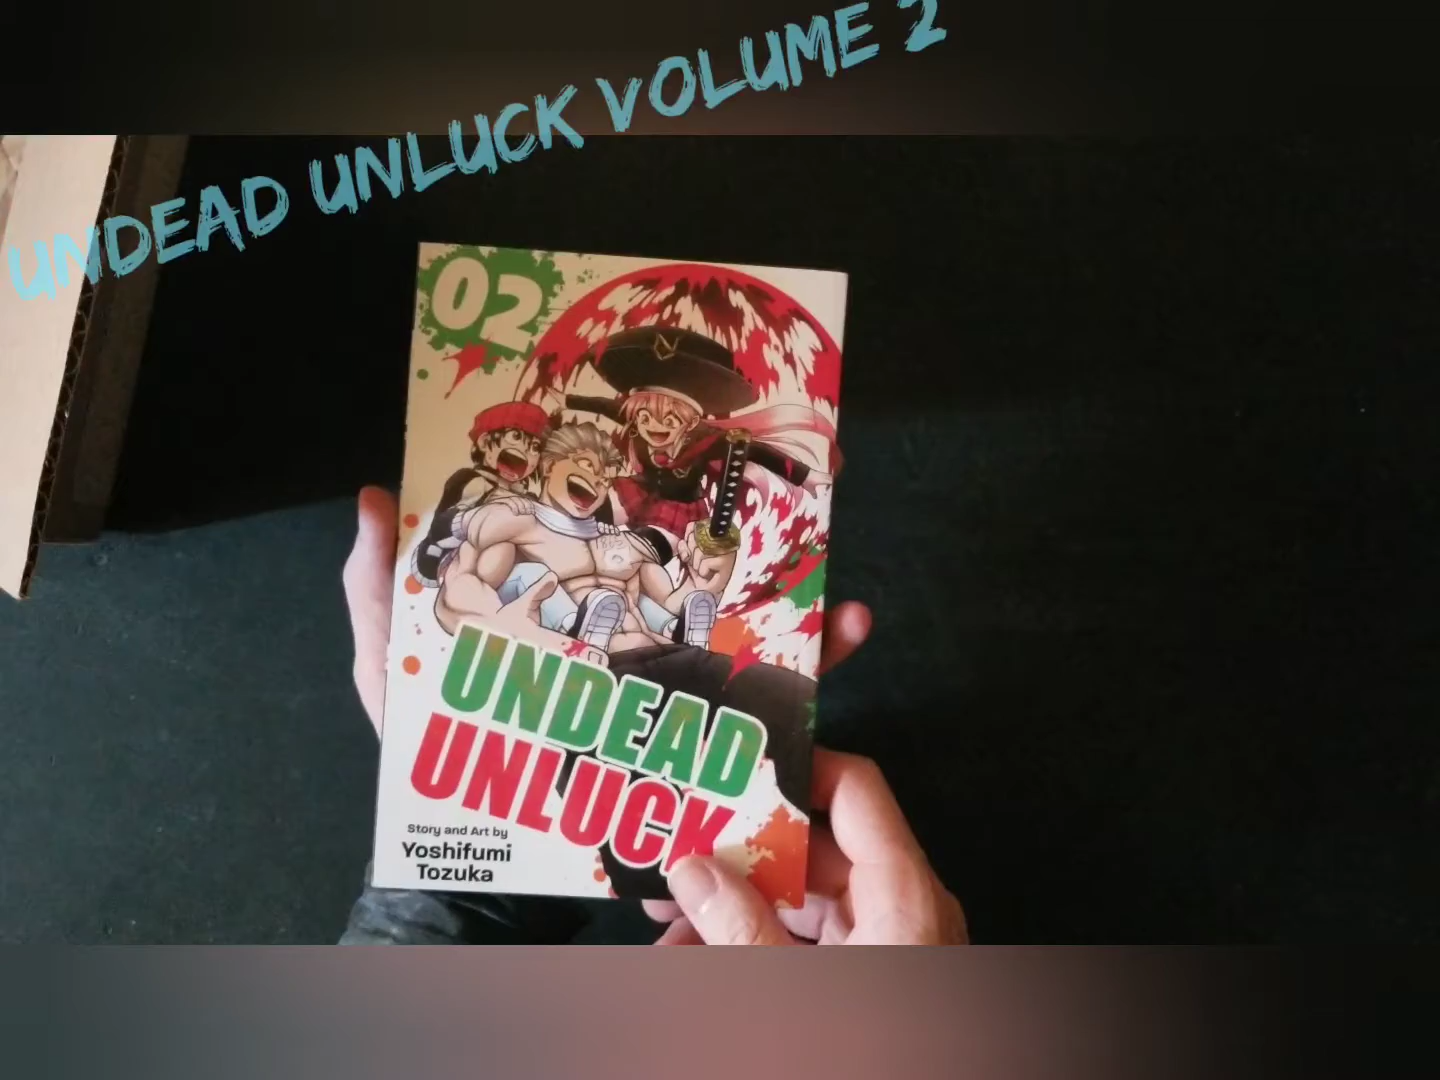 UNDEAD UNLUCK VOLUME 2
02
UNDEAD
UNLUCK
Story and Art by
Yoshifumi
Tozuka